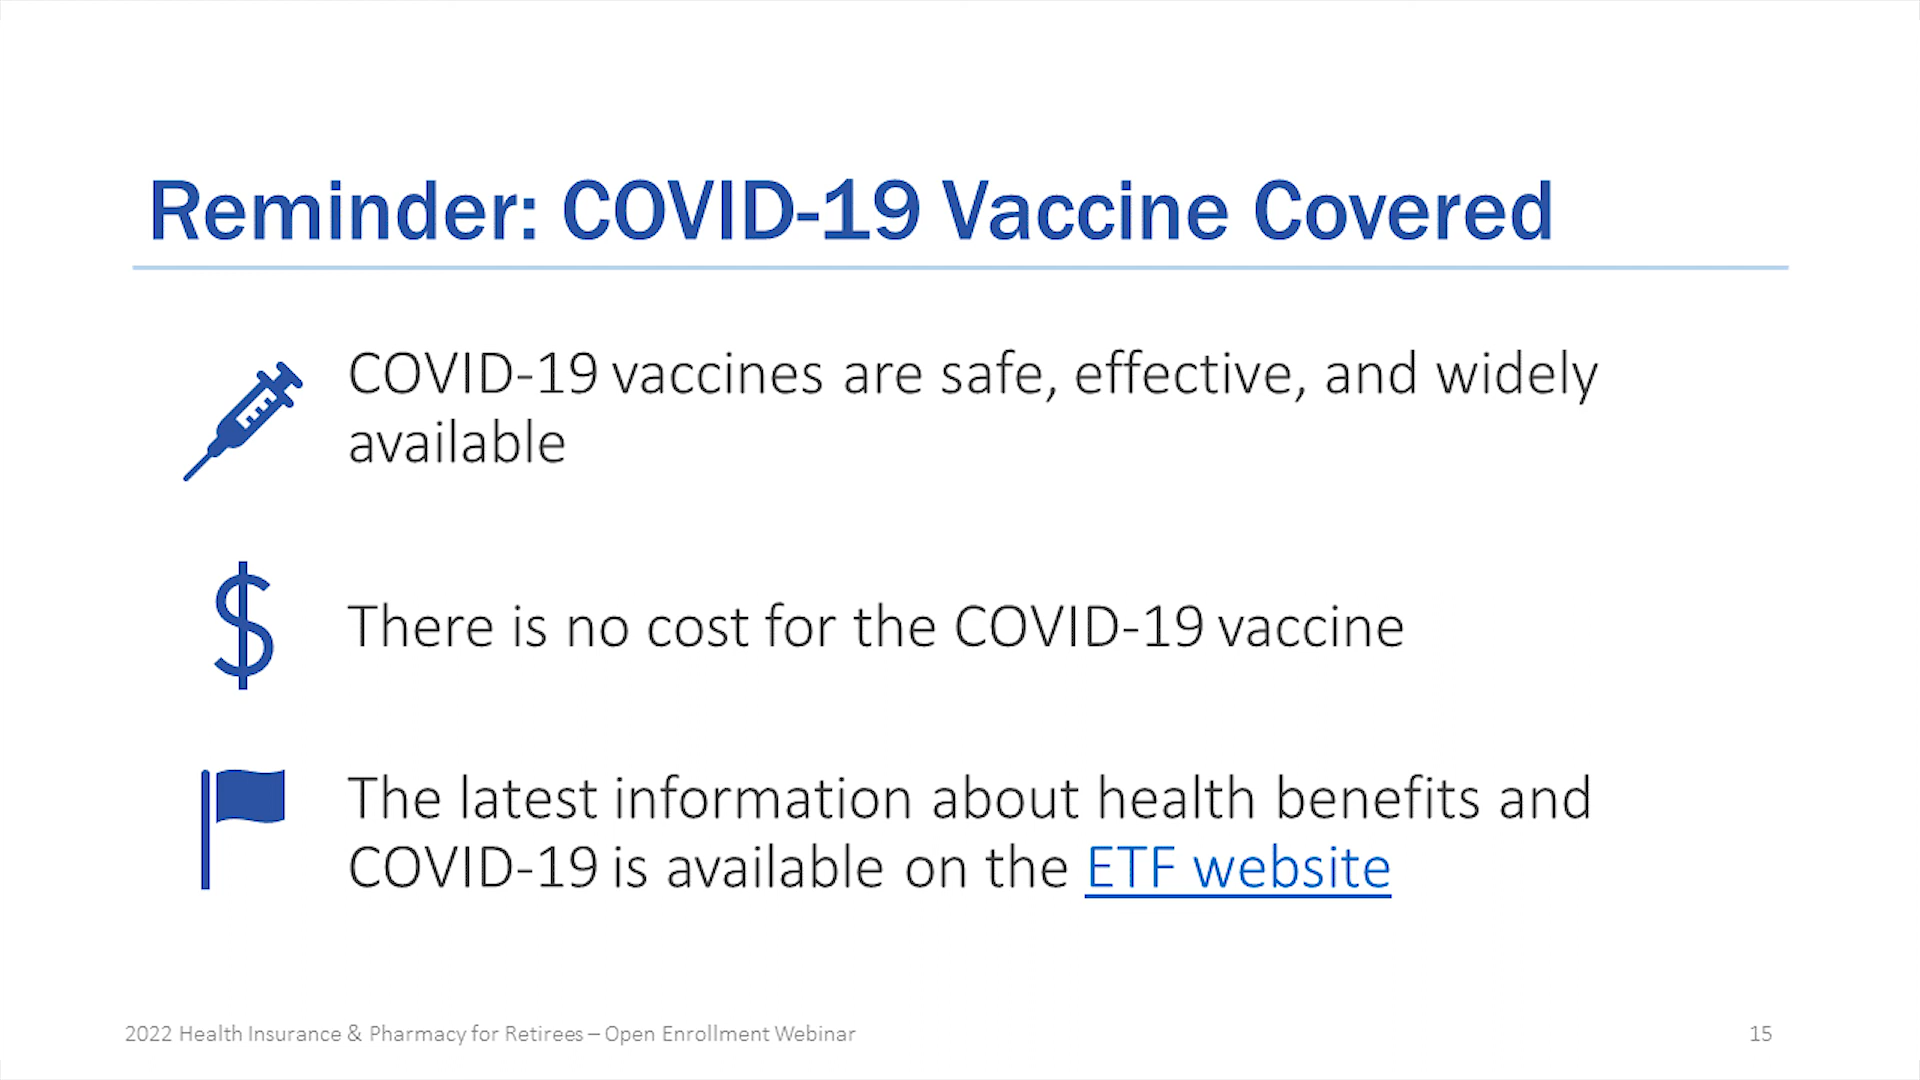 Reminder: COVID-19 Vaccine Covered
COVID-19 vaccines are safe, effective, and widely
available
$
There is no cost for the COVID-19 vaccine
The latest information about health benefits and
COVID-19 is available on the ETF website
2022 Health Insurance & Pharmacy for Retirees – Open Enrollment Webinar
15